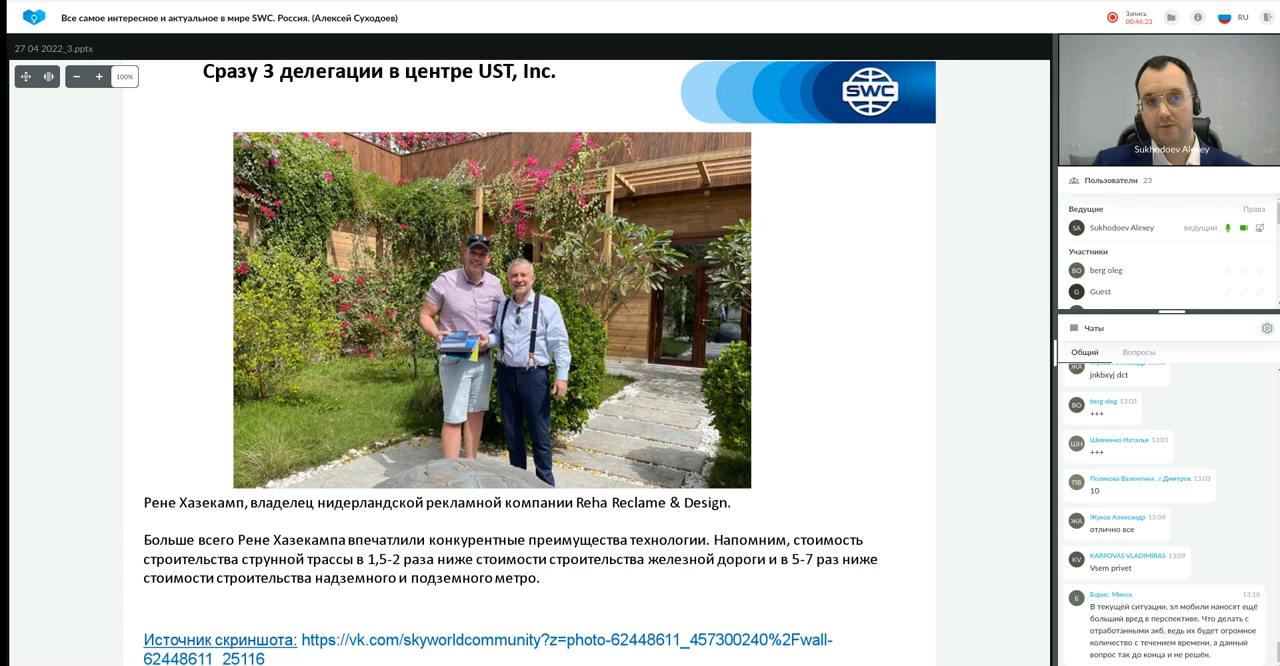 Все самое интересное и актуальное в мире SWC. Россия. (Алексей Суходоев)
Запись
00:46:23
RU
27 04 2022_3.pptx
100%
Сразу 3 делегации в центре UST, Inc.
SWC
Sukhodoev Alexey
Рене Хазекамп, владелец нидерландской рекламной компании Reha Reclame & Design.
Больше всего Рене Хазекампа впечатлили конкурентные преимущества технологии. Напомним, стоимость
строительства струнной трассы в 1,5-2 раза ниже стоимости строительства железной дороги и в 5-7 раз ниже
стоимости строительства надземного и подземного метро.
Источник скриншота: https://vk.com/skyworldcommunity?z=photo-62448611_457300240%2Fwall-
62448611_25116
Пользователи 23
Ведущие Права
SA Sukhodoev Alexey ведущий
Участники
BO berg oleg
G Guest
Чаты
Общий Вопросы
ЖА
jnkbxyj dct
BO berg oleg 13:03
+++
ШН Шевченко Наталья 13:03
+++
ПВ Полякова Валентина , г.Дмитров 13:03
10
ЖА Жуков Александр 13:04
отлично все
KV KARPOVAS VLADIMIRAS 13:09
Vsem privet
Б Борис. Минск 13:18
В текущей ситуации, эл мобили наносят ещё
больший вред в перспективе. Что делать с
отработанными акб, ведь их будет огромное
количество с течением времени, а данный
вопрос так до конца и не решён.